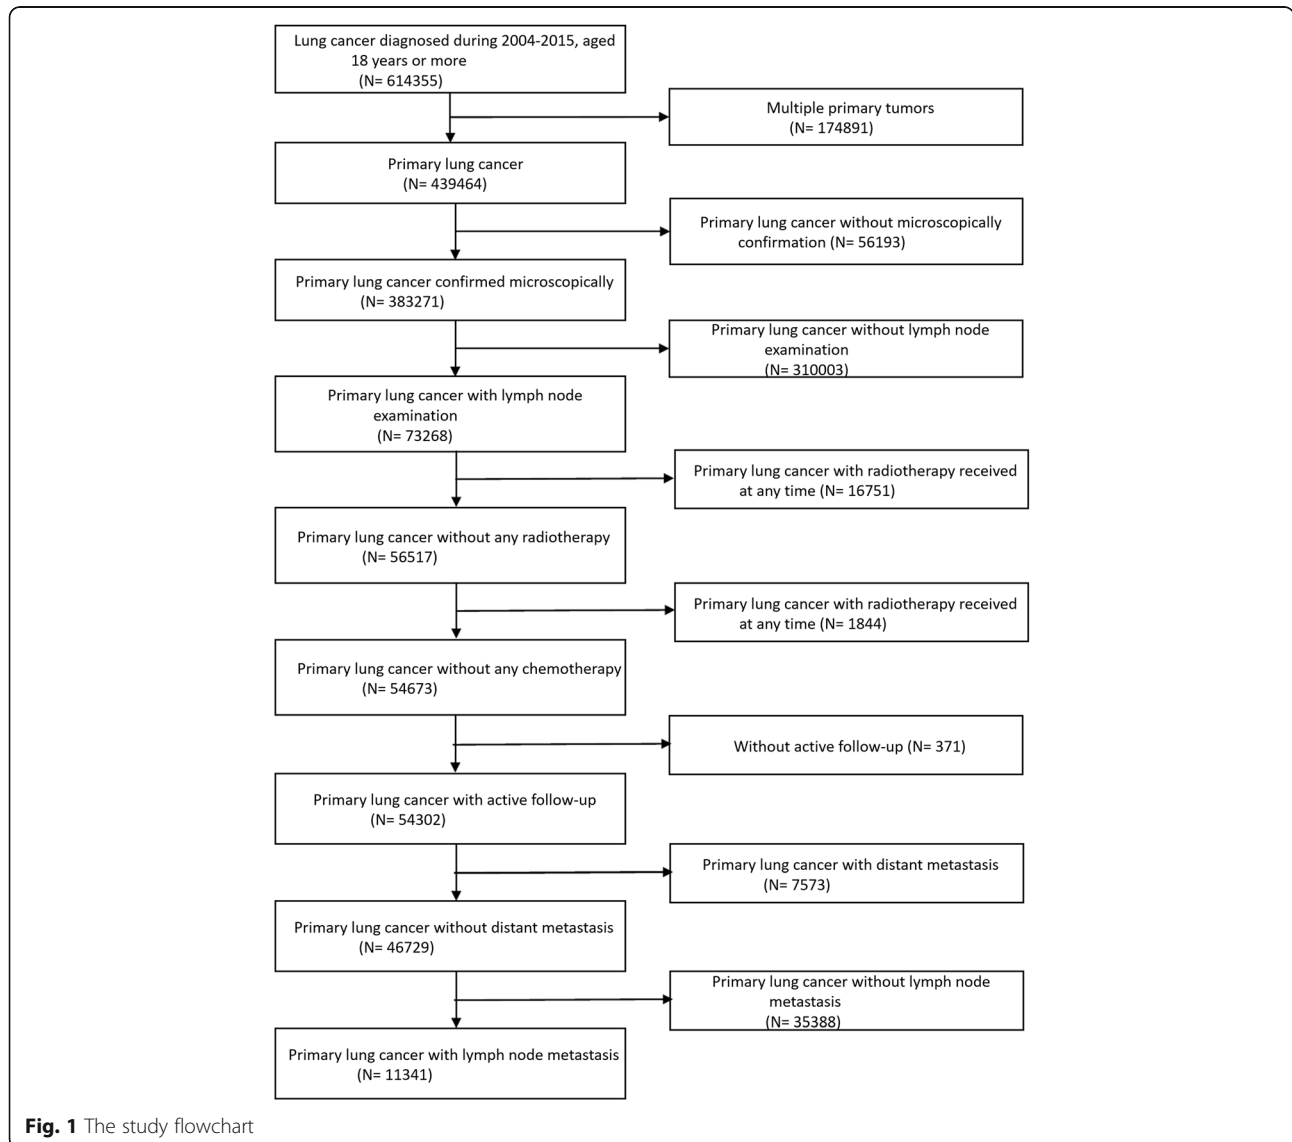 Lung cancer diagnosed during 2004-2015, aged
18 years or more
(N= 614355)
Multiple primary tumors
(N= 174891)
Primary lung cancer
(N= 439464)
Primary lung cancer without microscopically
confirmation (N= 56193)
Primary lung cancer confirmed microscopically
(N= 383271)
Primary lung cancer without lymph node
examination
(N= 310003)
Primary lung cancer with lymph node
examination
(N= 73268)
Primary lung cancer with radiotherapy received
at any time (N= 16751)
Primary lung cancer without any radiotherapy
(N= 56517)
Primary lung cancer with radiotherapy received
at any time (N= 1844)
Primary lung cancer without any chemotherapy
(N= 54673)
Without active follow-up (N= 371)
Primary lung cancer with active follow-up
(N= 54302)
Primary lung cancer with distant metastasis
(N= 7573)
Primary lung cancer without distant metastasis
(N= 46729)
Primary lung cancer without lymph node
metastasis
(N= 35388)
Primary lung cancer with lymph node metastasis
(N= 11341)
Fig. 1 The study flowchart